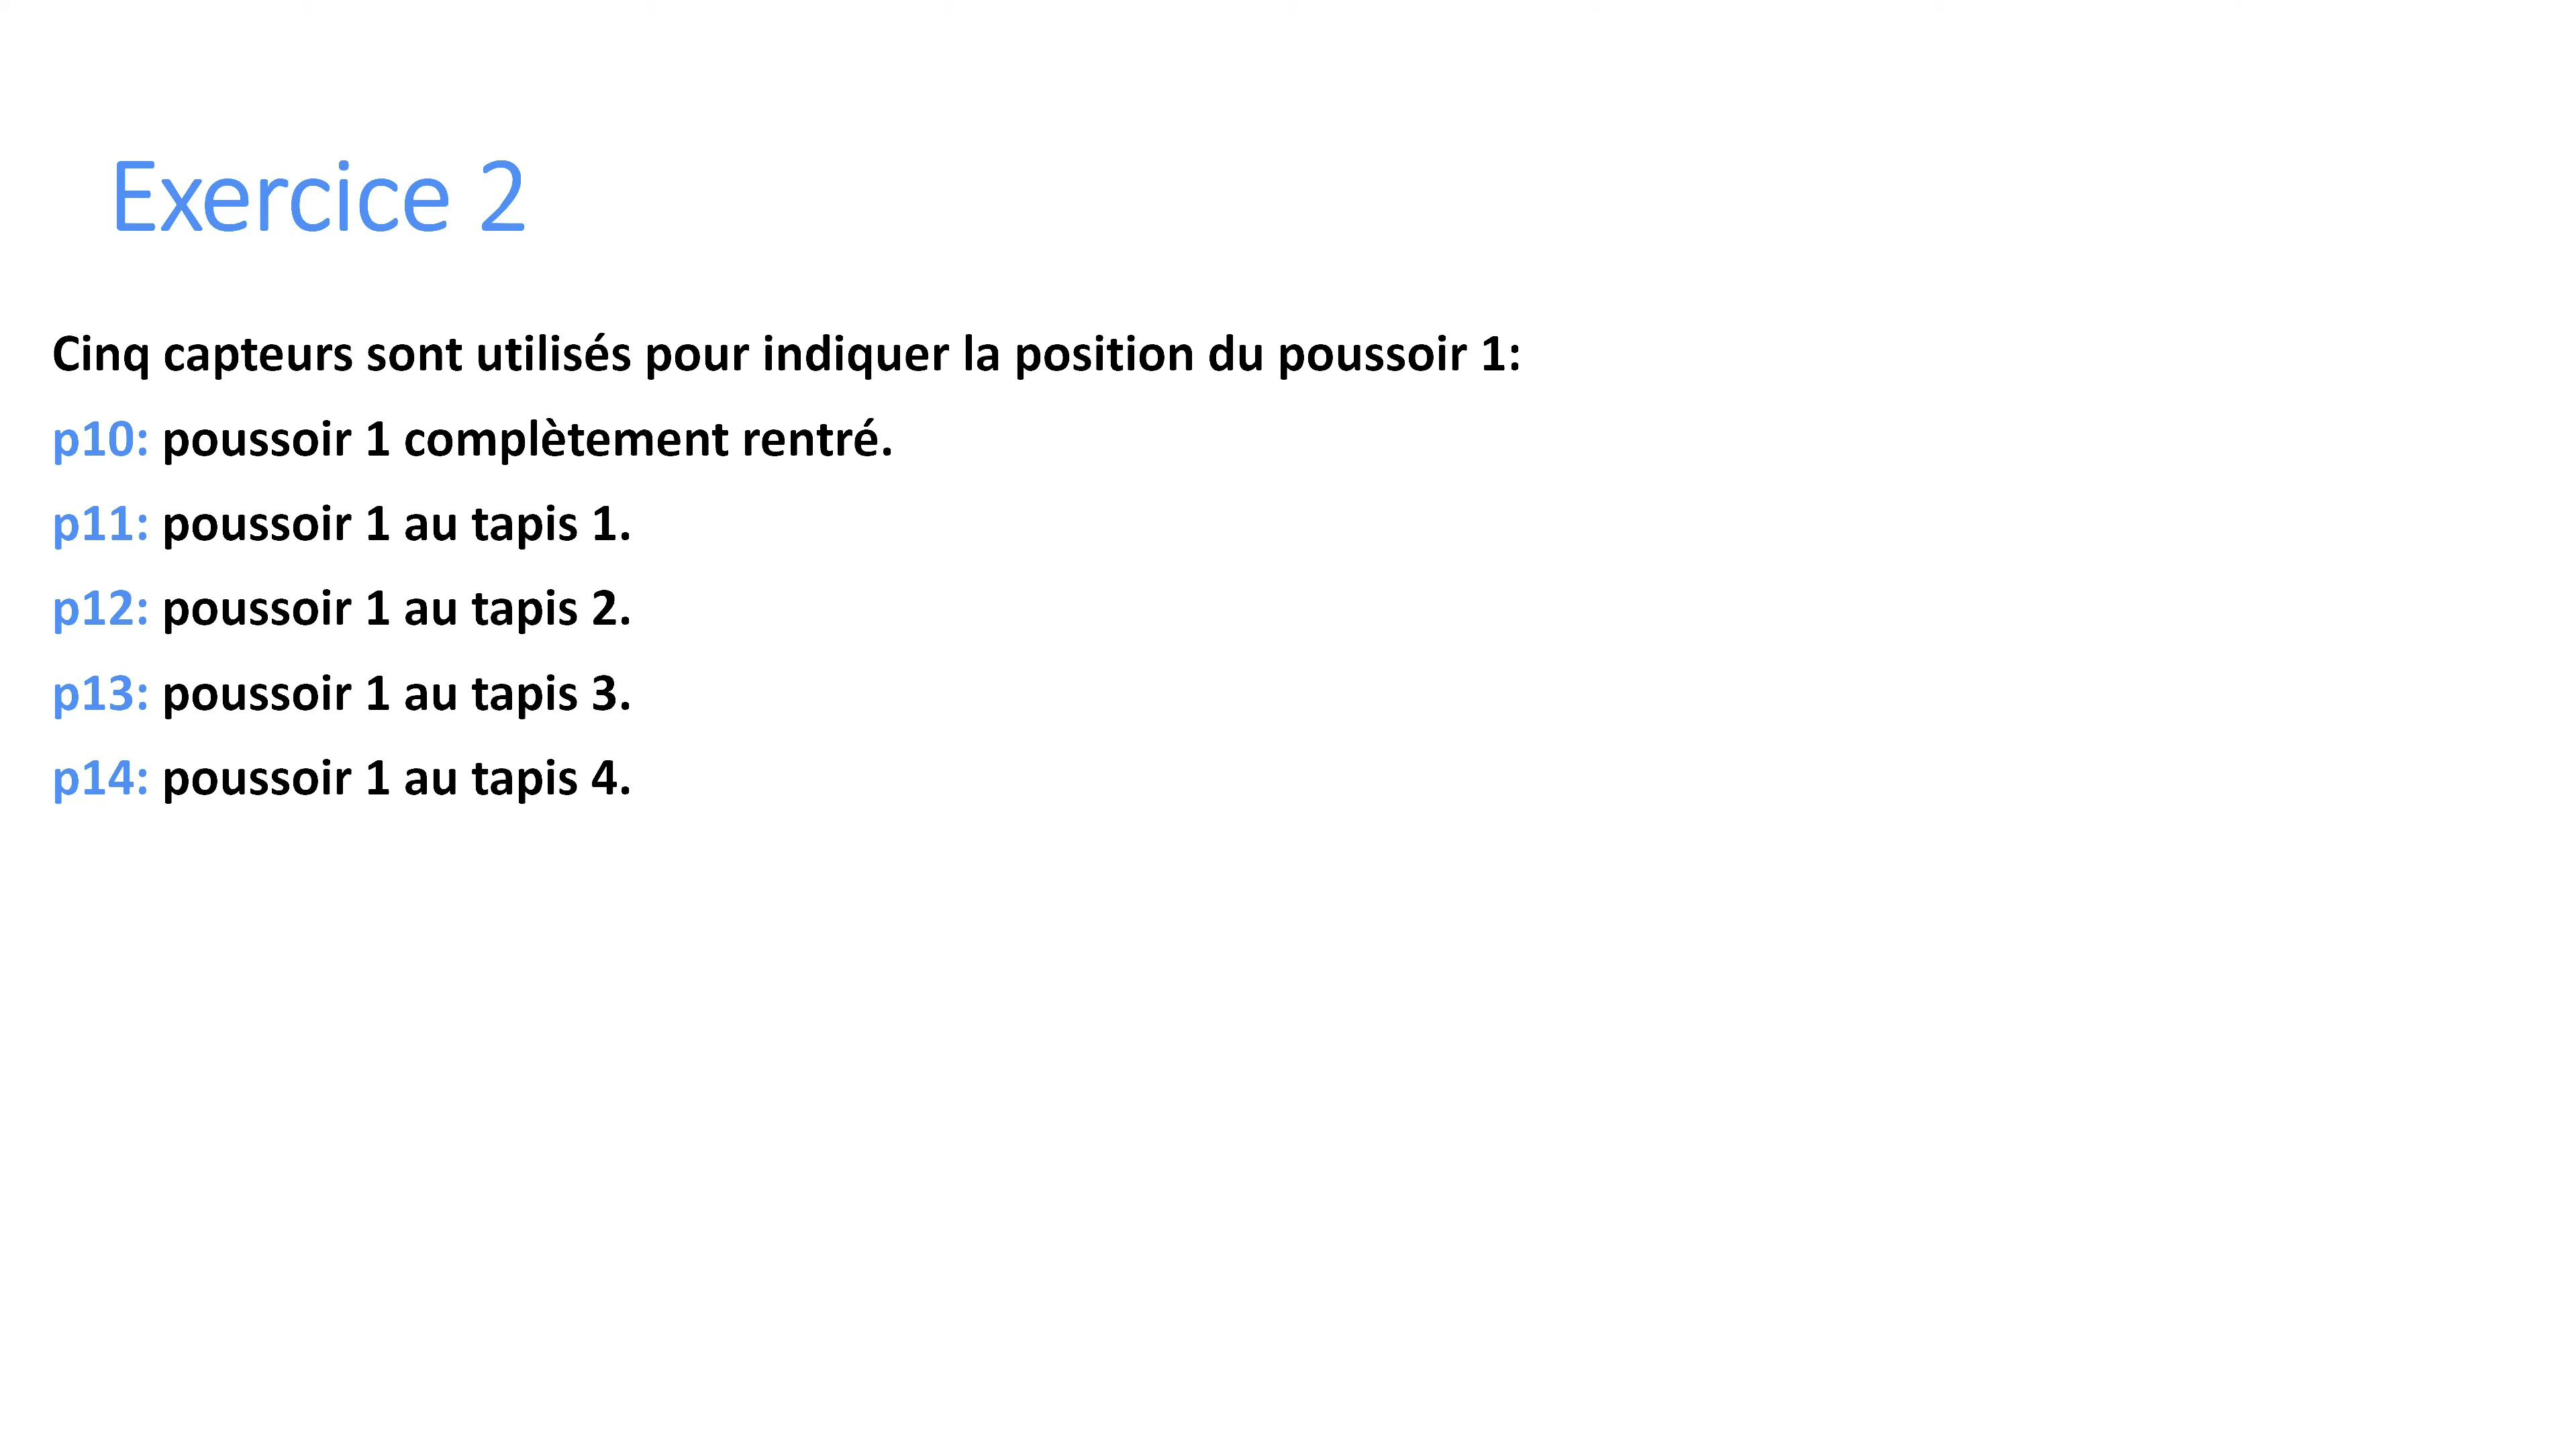 Exercice 2
Cinq capteurs sont utilisés pour indiquer la position du poussoir 1:
p10: poussoir 1 complètement rentré.
p11: poussoir 1 au tapis 1.
p12: poussoir 1 au tapis 2.
p13: poussoir 1 au tapis 3.
p14: poussoir 1 au tapis 4.